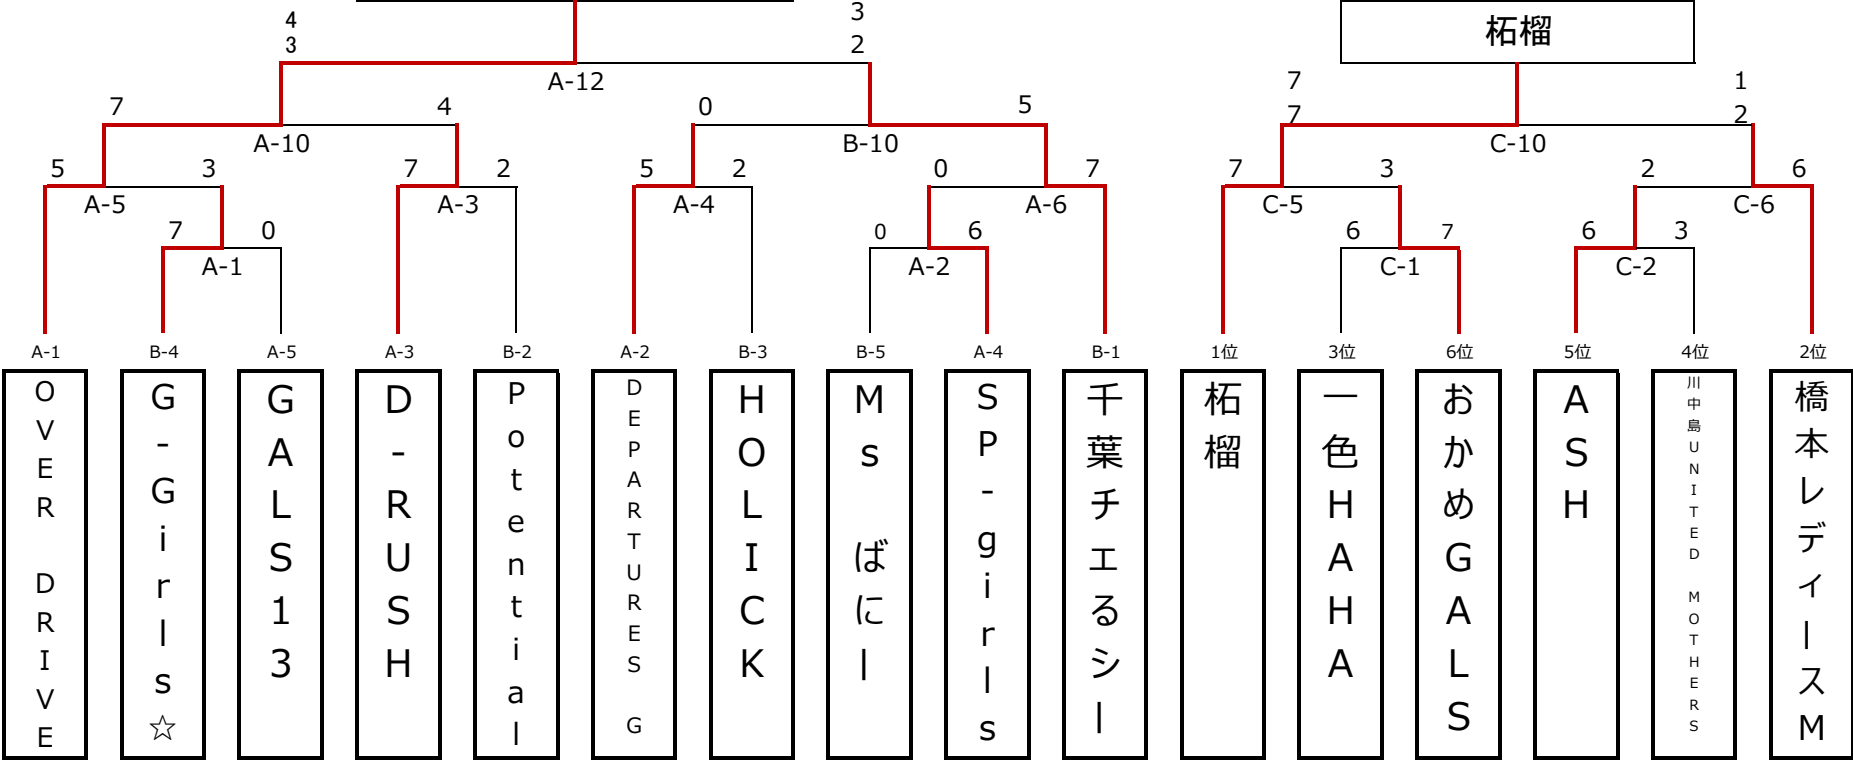 4 3 柘榴
3 2
7 1
A-12
7 4 0 5 7 2
A-10 B-10 C-10
5 3 7 2 5 2 0 7 7 3 2 6
A-5 A-3 A-4 A-6 C-5 C-6
7 0 0 6 6 7 6 3
A-1 A-2 C-1 C-2
A-1 B-4 A-5 A-3 B-2 A-2 B-3 B-5 A-4 B-1 1位 3位 6位 5位 4位 2位
OVER DRIVE
G-Girls☆
GALS13
D-RUSH
Potential
DEPARTURES G
HOLICK
Ms ばにー
SP-girls
千葉チェるシー
柘榴
一色HAHA
おかめGALS
ASH
川中島UNITED MOTHERS
橋本レディースM